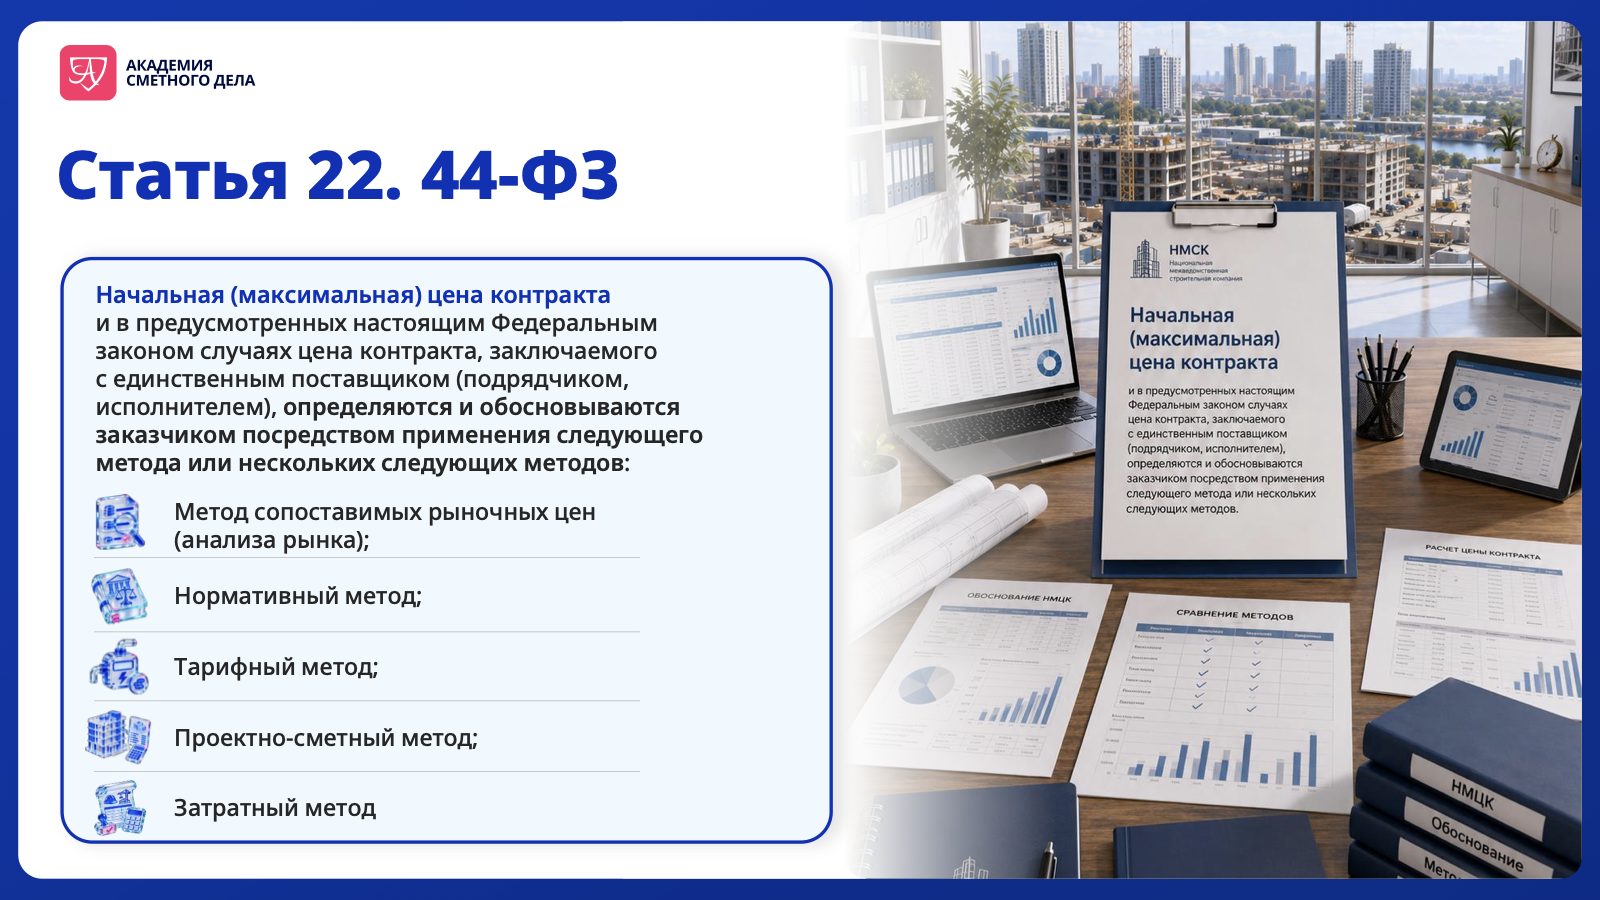 АКАДЕМИЯ
СМЕТНОГО ДЕЛА
Статья 22. 44-ФЗ
Начальная (максимальная) цена контракта
и в предусмотренных настоящим Федеральным
законом случаях цена контракта, заключаемого
с единственным поставщиком (подрядчиком,
исполнителем), определяются и обосновываются
заказчиком посредством применения следующего
метода или нескольких следующих методов:
Метод сопоставимых рыночных цен
(анализа рынка);
Нормативный метод;
Тарифный метод;
Проектно-сметный метод;
Затратный метод
НМСК
Национальная
межведомственная
строительная компания
Начальная
(максимальная)
цена контракта
и в предусмотренных настоящим
Федеральным законом случаях
цена контракта, заключаемого
с единственным поставщиком
(подрядчиком, исполнителем),
определяются и обосновываются
заказчиком посредством применения
следующего метода или нескольких
следующих методов.
РАСЧЕТ ЦЕНЫ КОНТРАКТА
ОБОСНОВАНИЕ НМЦК
СРАВНЕНИЕ МЕТОДОВ
НМЦК
Обоснование